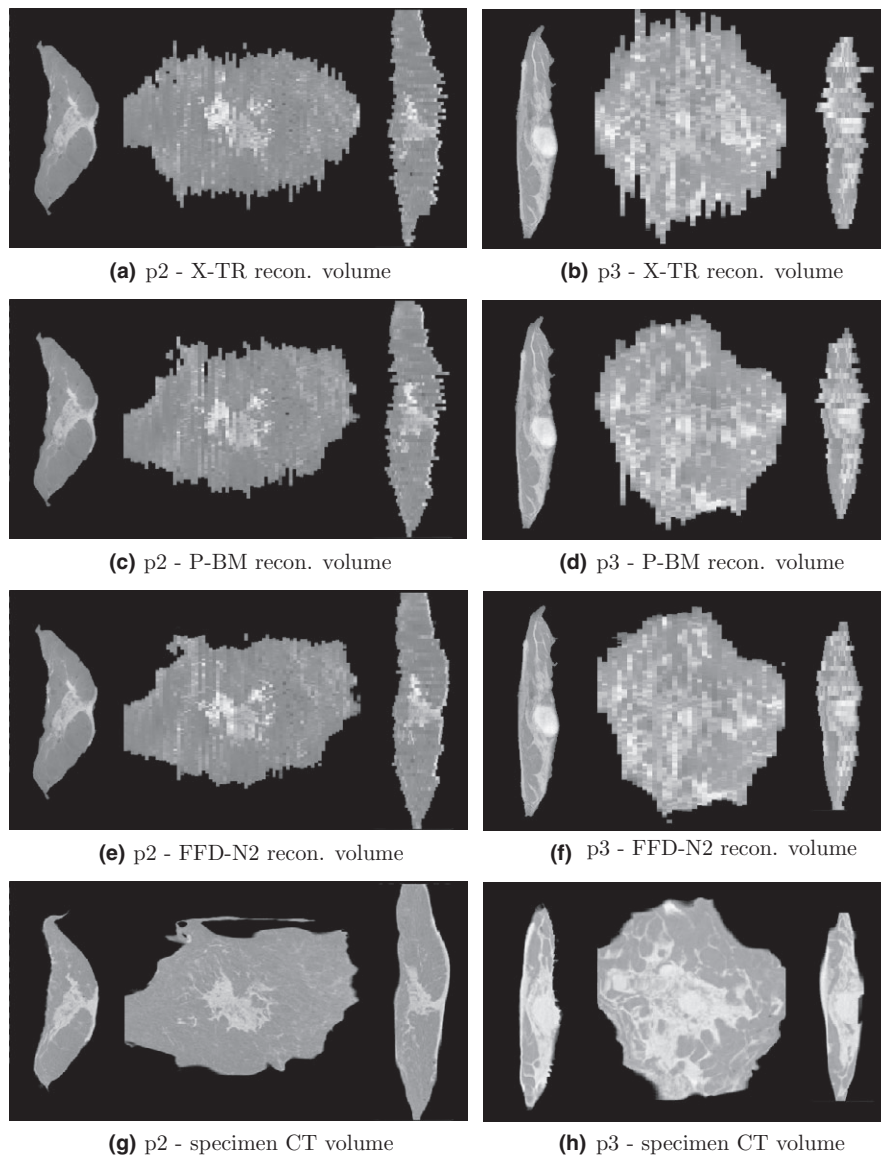 (a) p2 - X-TR recon. volume
(b) p3 - X-TR recon. volume
(c) p2 - P-BM recon. volume
(d) p3 - P-BM recon. volume
(e) p2 - FFD-N2 recon. volume
(f) p3 - FFD-N2 recon. volume
(g) p2 - specimen CT volume
(h) p3 - specimen CT volume